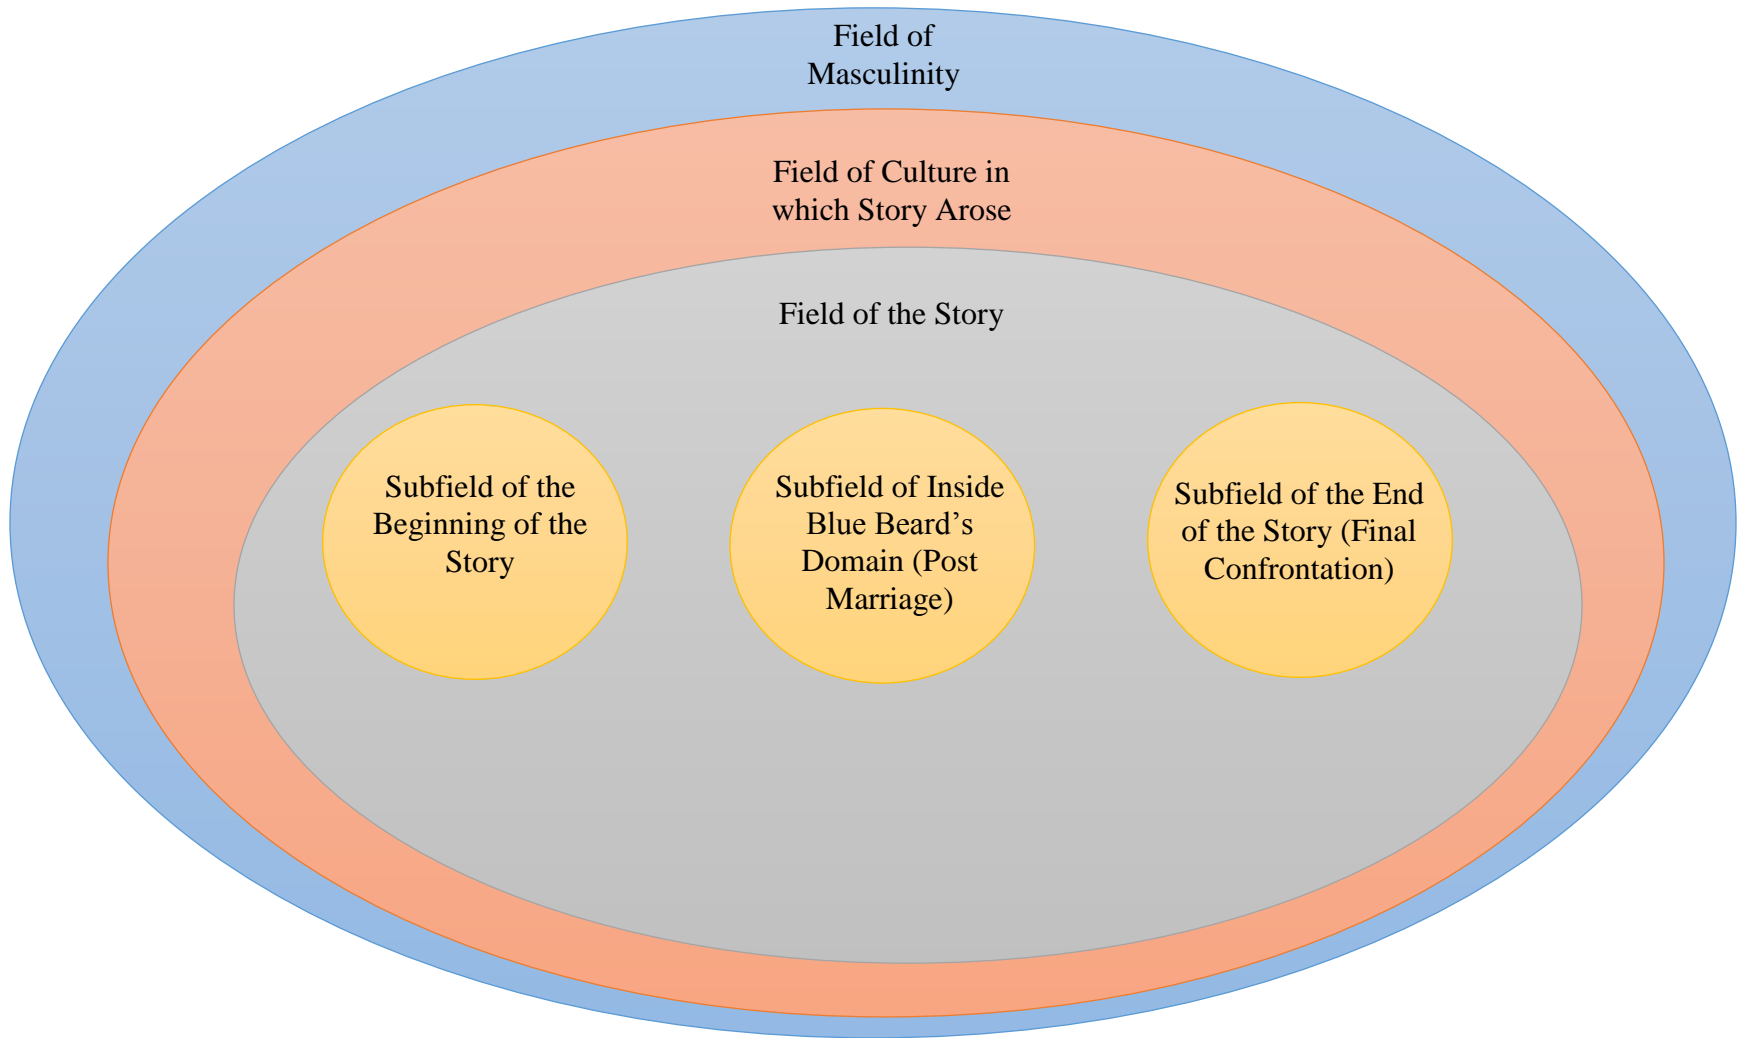 Field of
Masculinity
Field of Culture in
which Story Arose
Field of the Story
Subfield of the
Beginning of the
Story
Subfield of Inside
Blue Beard’s
Domain (Post
Marriage)
Subfield of the End
of the Story (Final
Confrontation)